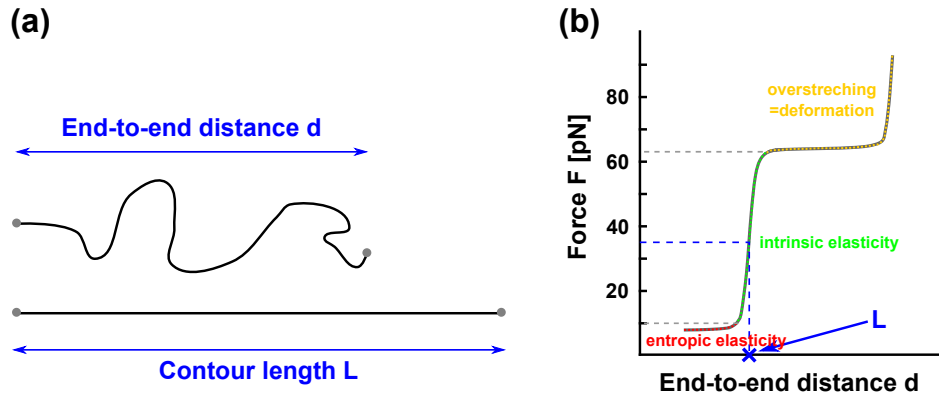 (a)
End-to-end distance d
Contour length L
(b)
Force F [pN]
80
60
40
20
0
overstreching
=deformation
intrinsic elasticity
entropic elasticity
L
End-to-end distance d